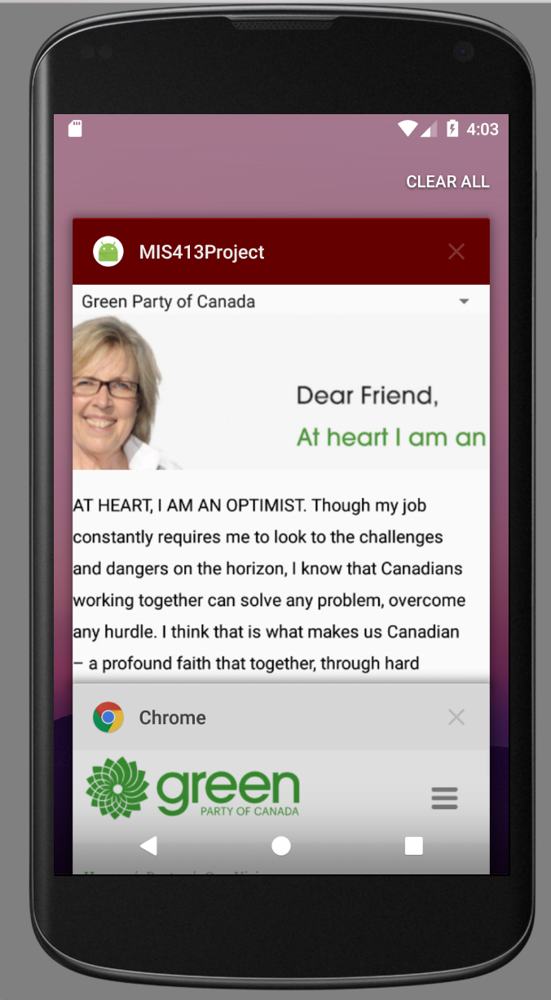 4:03
CLEAR ALL
MIS413Project
Green Party of Canada
Dear Friend,
At heart I am an
AT HEART, I AM AN OPTIMIST. Though my job
constantly requires me to look to the challenges
and dangers on the horizon, I know that Canadians
working together can solve any problem, overcome
any hurdle. I think that is what makes us Canadian
– a profound faith that together, through hard
Chrome
green
PARTY OF CANADA